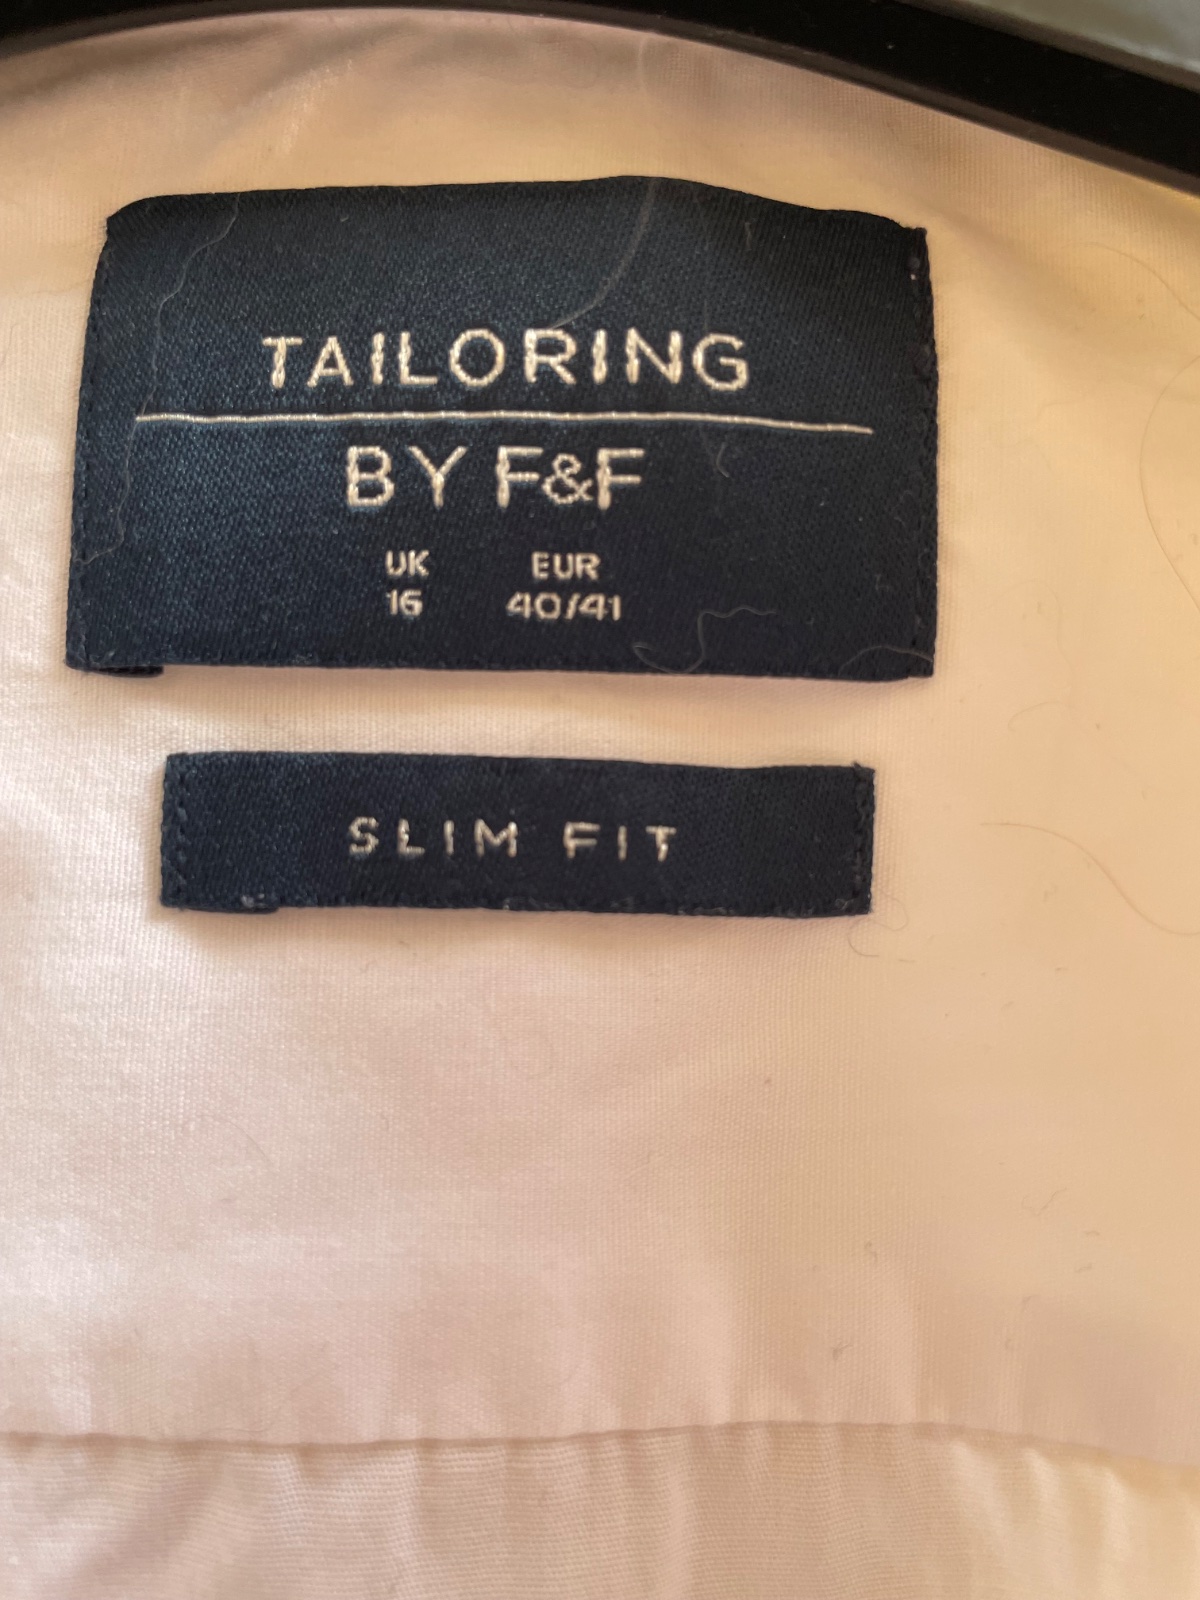 TAILORING
BY F&F
UK EUR
16 40/41
SLIM FIT